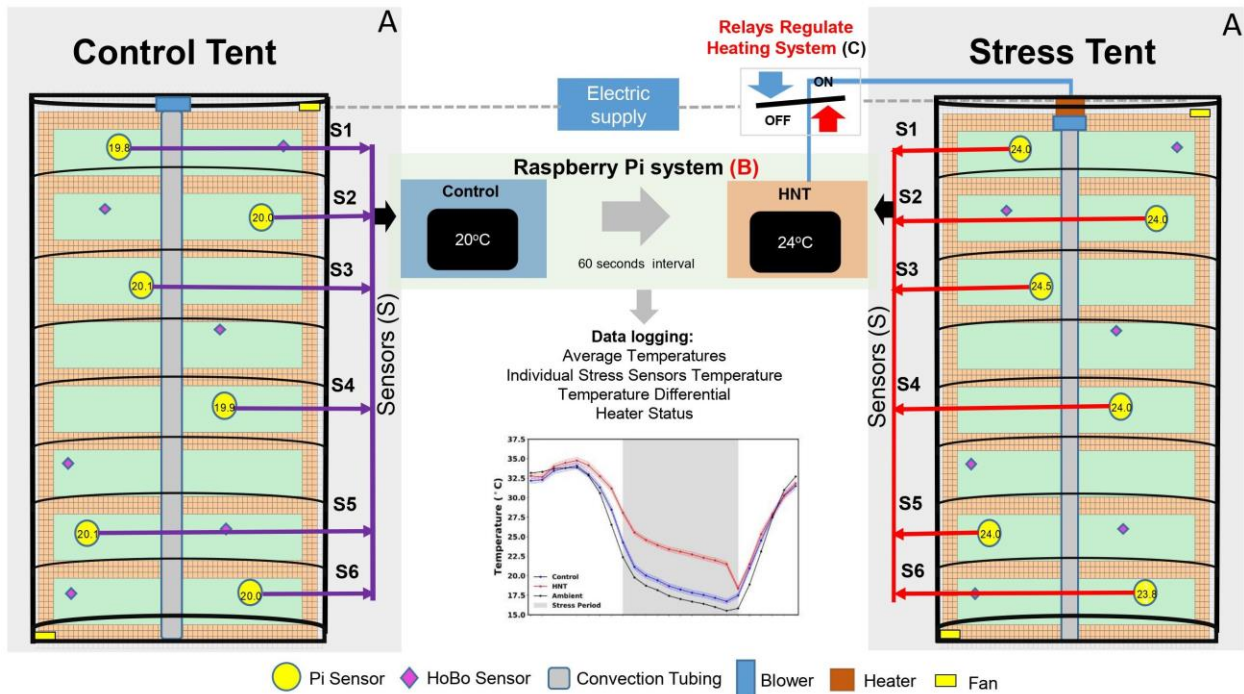 A
Control Tent
S1
19.8
S2
20.0
S3
20.1
S4
19.9
S5
20.1
S6
20.0
Sensors (S)
Relays Regulate
Heating System (C)
Electric
supply
ON
OFF
Raspberry Pi system (B)
Control
20°C
60 seconds interval
HNT
24°C
Data logging:
Average Temperatures
Individual Stress Sensors Temperature
Temperature Differential
Heater Status
Temperature (°C)
37.5
35.0
32.5
30.0
27.5
25.0
22.5
20.0
17.5
15.0
Control
HNT
Ambient
Stress Period
A
Stress Tent
S1
24.0
S2
24.0
S3
24.5
S4
24.0
S5
24.0
S6
23.8
Sensors (S)
Pi Sensor
HoBo Sensor
Convection Tubing
Blower
Heater
Fan